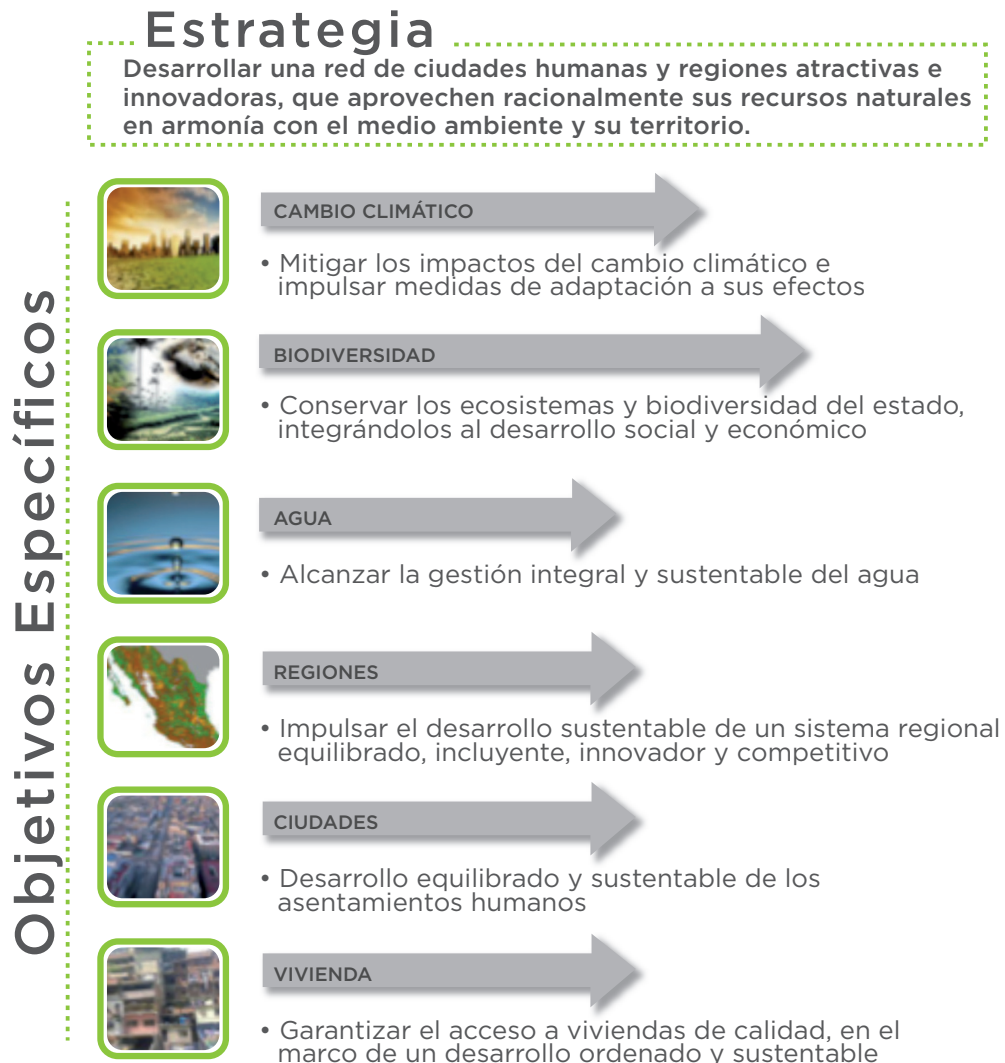 Estrategia
Desarrollar una red de ciudades humanas y regiones atractivas e
innovadoras, que aprovechen racionalmente sus recursos naturales
en armonía con el medio ambiente y su territorio.
Objetivos Específicos
CAMBIO CLIMÁTICO
• Mitigar los impactos del cambio climático e
impulsar medidas de adaptación a sus efectos
BIODIVERSIDAD
• Conservar los ecosistemas y biodiversidad del estado,
integrándolos al desarrollo social y económico
AGUA
• Alcanzar la gestión integral y sustentable del agua
REGIONES
• Impulsar el desarrollo sustentable de un sistema regional
equilibrado, incluyente, innovador y competitivo
CIUDADES
• Desarrollo equilibrado y sustentable de los
asentamientos humanos
VIVIENDA
• Garantizar el acceso a viviendas de calidad, en el
marco de un desarrollo ordenado y sustentable